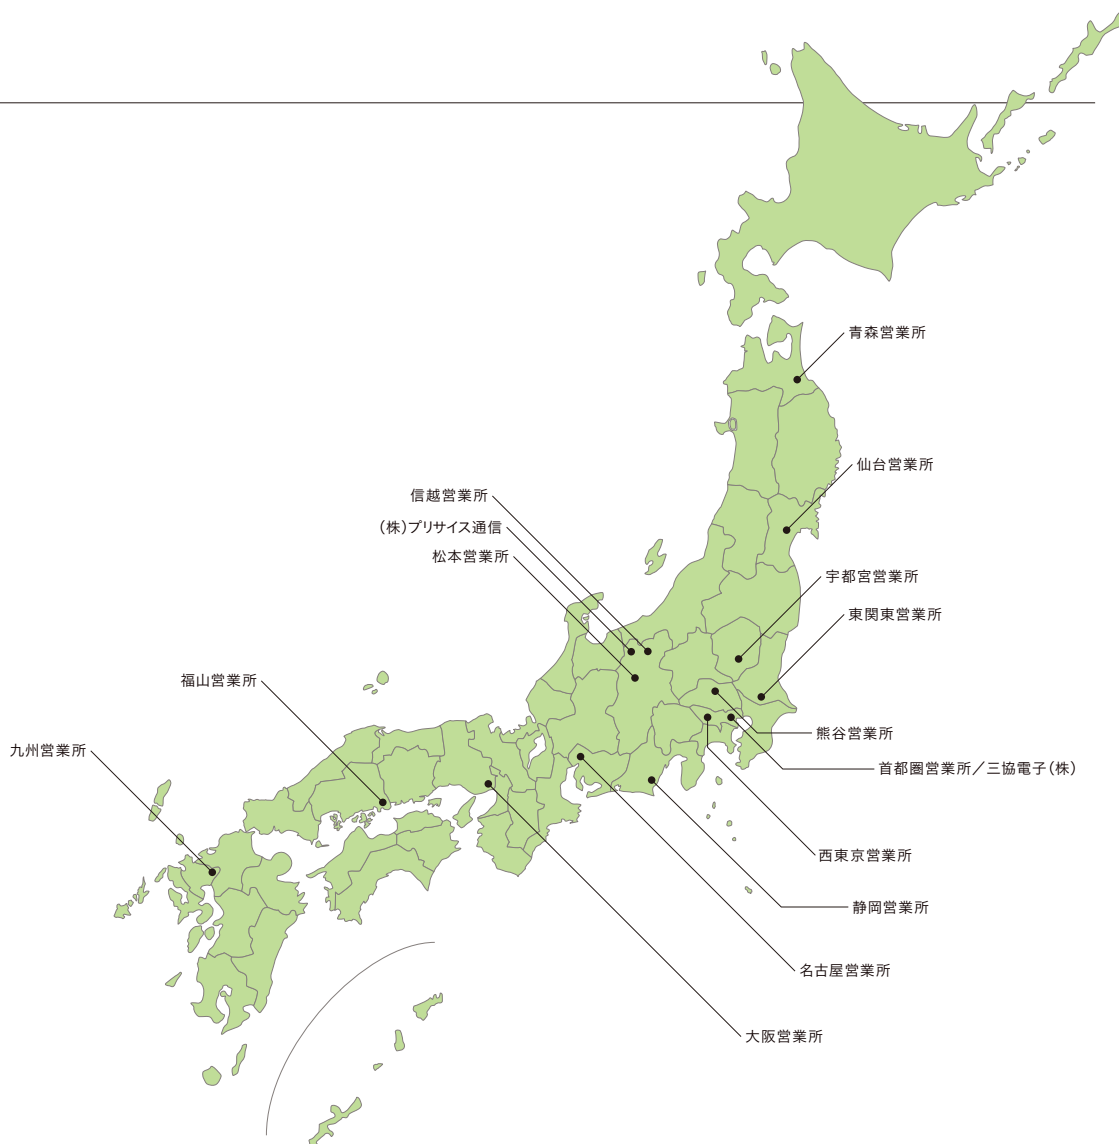 青森営業所
仙台営業所
信越営業所
(株)プリサイス通信
松本営業所
宇都宮営業所
東関東営業所
福山営業所
熊谷営業所
九州営業所
首都圏営業所／三協電子(株)
西東京営業所
静岡営業所
名古屋営業所
大阪営業所